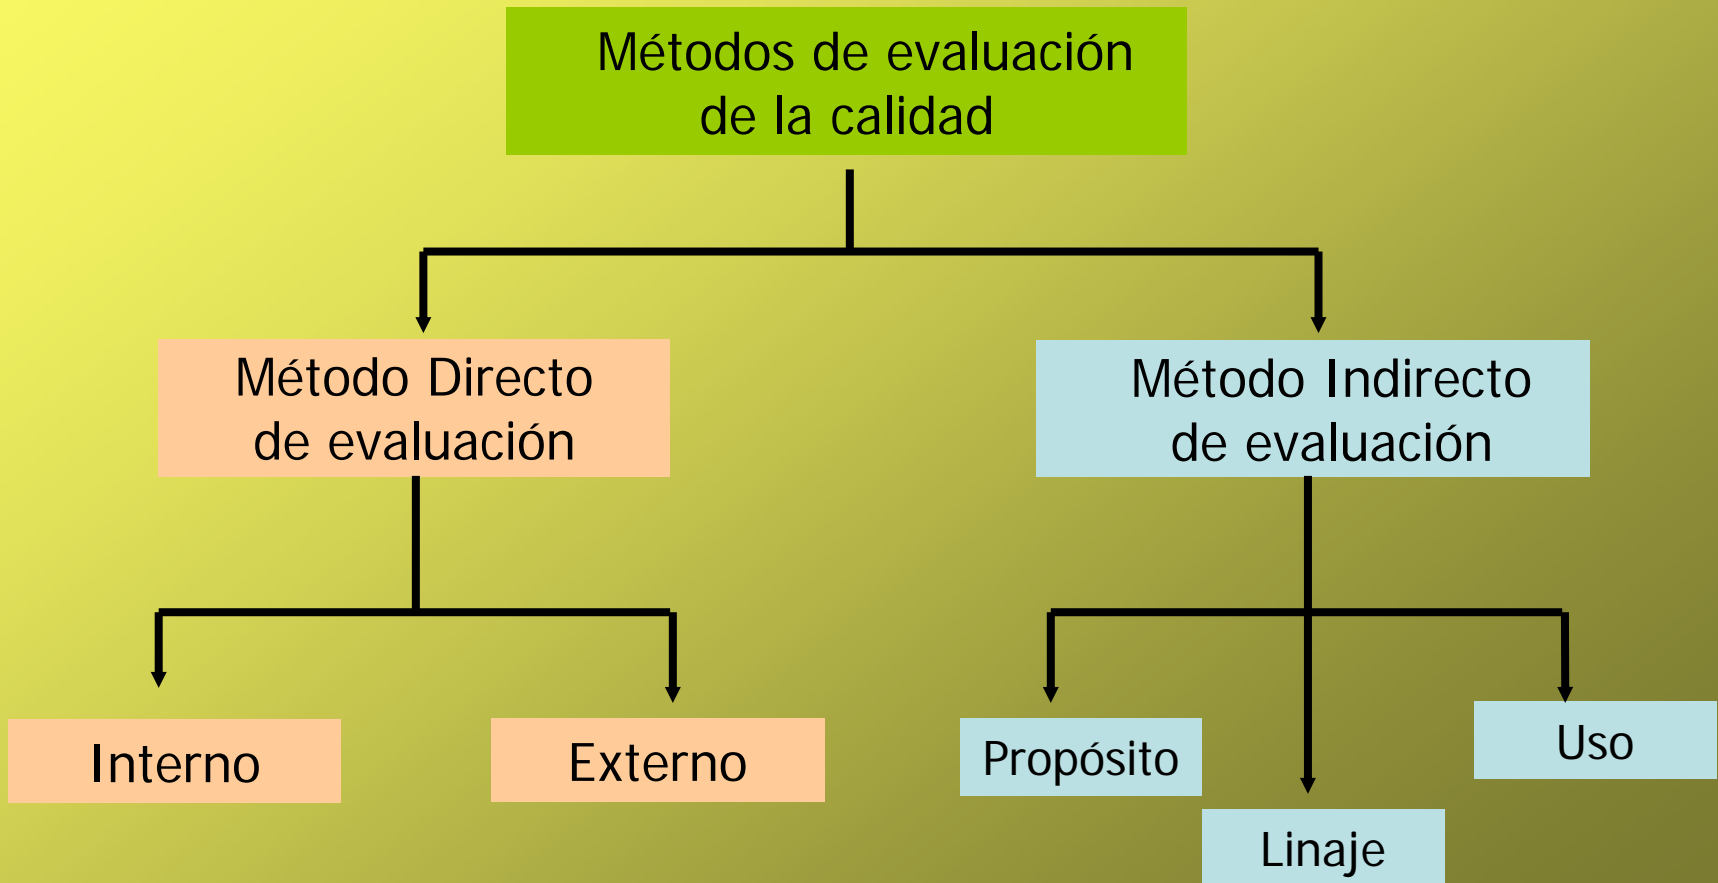 Métodos de evaluación
de la calidad
Método Directo
de evaluación
Método Indirecto
de evaluación
Interno
Externo
Propósito
Uso
Linaje